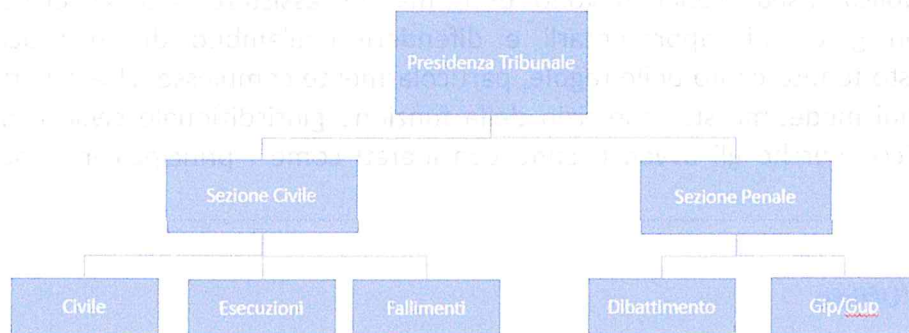 Presidenza Tribunale
Sezione Civile
Sezione Penale
Civile
Esecuzioni
Fallimenti
Dibattimento
Gip/Gup